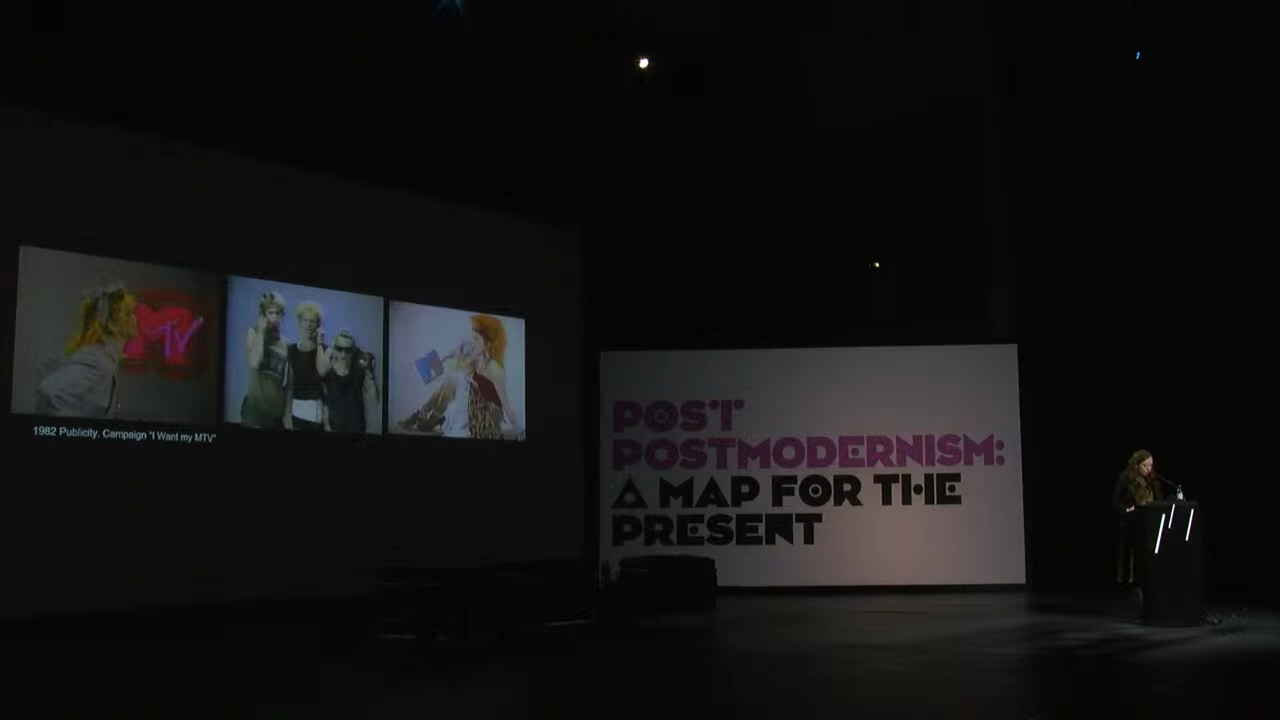 MTV
1982 Publicity. Campaign "I Want my MTV"
POST
POSTMODERNISM:
A MAP FOR THE
PRESENT